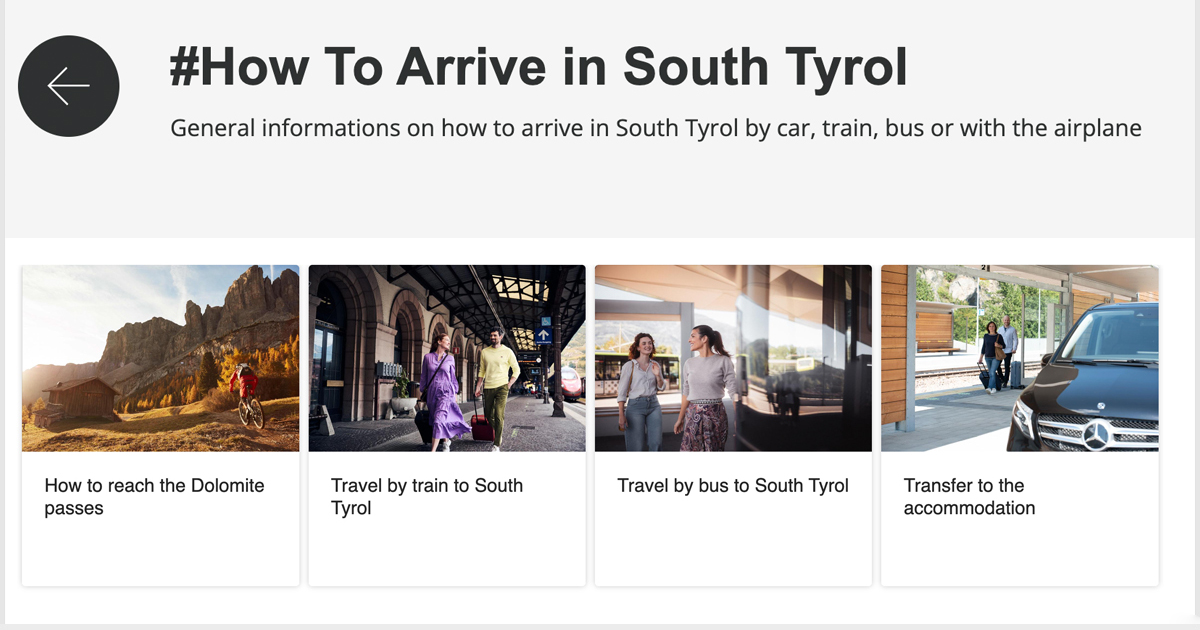 #How To Arrive in South Tyrol
General informations on how to arrive in South Tyrol by car, train, bus or with the airplane
How to reach the Dolomite
passes
Travel by train to South
Tyrol
Travel by bus to South Tyrol
Transfer to the
accommodation